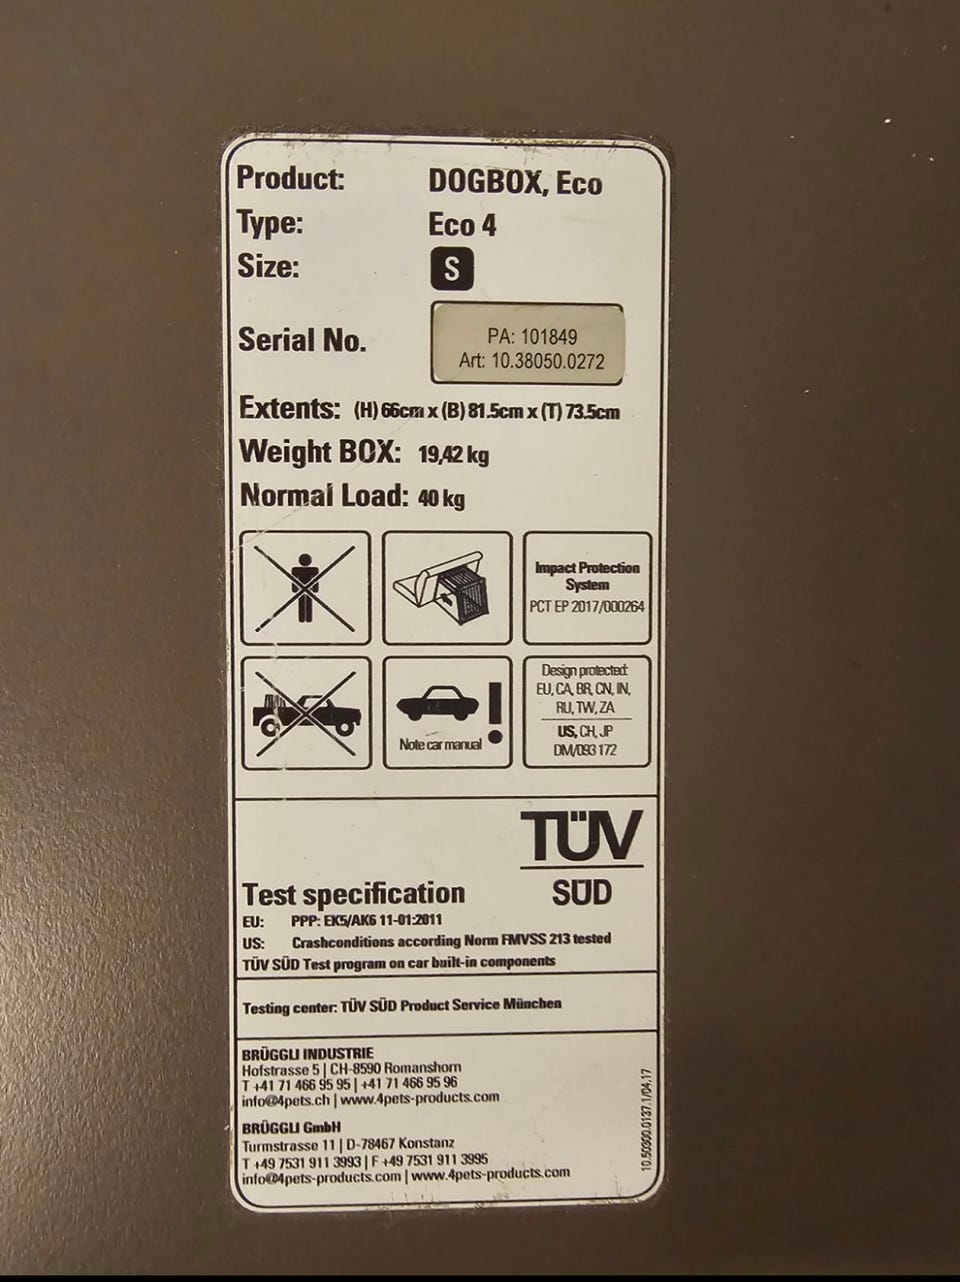 Product: DOGBOX, Eco
Type: Eco 4
Size: S
Serial No. PA: 101849
Art: 10.38050.0272
Extents: (H) 66cm x (B) 81.5cm x (T) 73.5cm
Weight BOX: 19,42 kg
Normal Load: 40 kg
Impact Protection
System
PCT EP 2017/000264
Note car manual
!
Design protected:
EU, CA, BR, CN, IN,
RU, TW, ZA
US, CH, JP
DM/093 172
TÜV
SÜD
Test specification
EU: PPP: EK5/AK6 11-01:2011
US: Crashconditions according Norm FMVSS 213 tested
TÜV SÜD Test program on car built-in components
Testing center: TÜV SÜD Product Service München
BRÜGGLI INDUSTRIE
Hofstrasse 5 | CH-8590 Romanshorn
T +41 71 466 95 95 | +41 71 466 95 96
info@4pets.ch | www.4pets-products.com
BRÜGGLI GmbH
Turmstrasse 11 | D-78467 Konstanz
T +49 7531 911 3993 | F +49 7531 911 3995
info@4pets-products.com | www.4pets-products.com
10.50300.0137.1/04.17